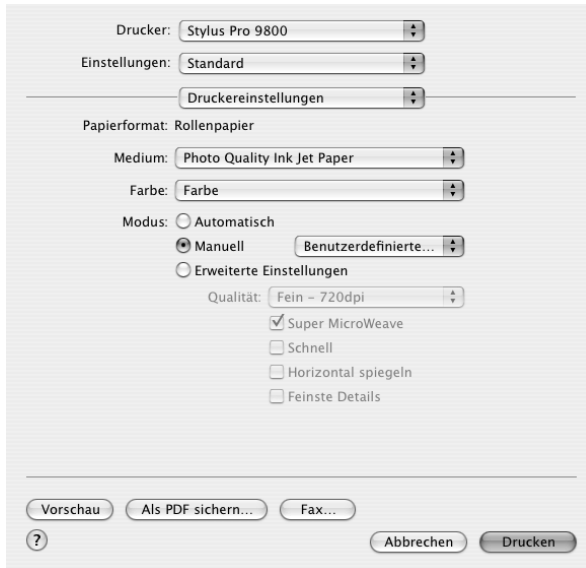 Drucker: Stylus Pro 9800
Einstellungen: Standard
Druckereinstellungen
Papierformat: Rollenpapier
Medium: Photo Quality Ink Jet Paper
Farbe: Farbe
Modus: Automatisch
Manuell Benutzerdefinierte...
Erweiterte Einstellungen
Qualität: Fein – 720dpi
Super MicroWeave
Schnell
Horizontal spiegeln
Feinste Details
Vorschau Als PDF sichern... Fax...
? Abbrechen Drucken